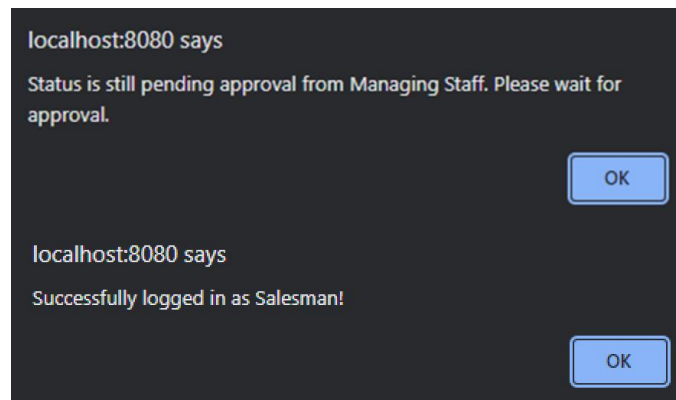 localhost:8080 says
Status is still pending approval from Managing Staff. Please wait for
approval.
OK
localhost:8080 says
Successfully logged in as Salesman!
OK